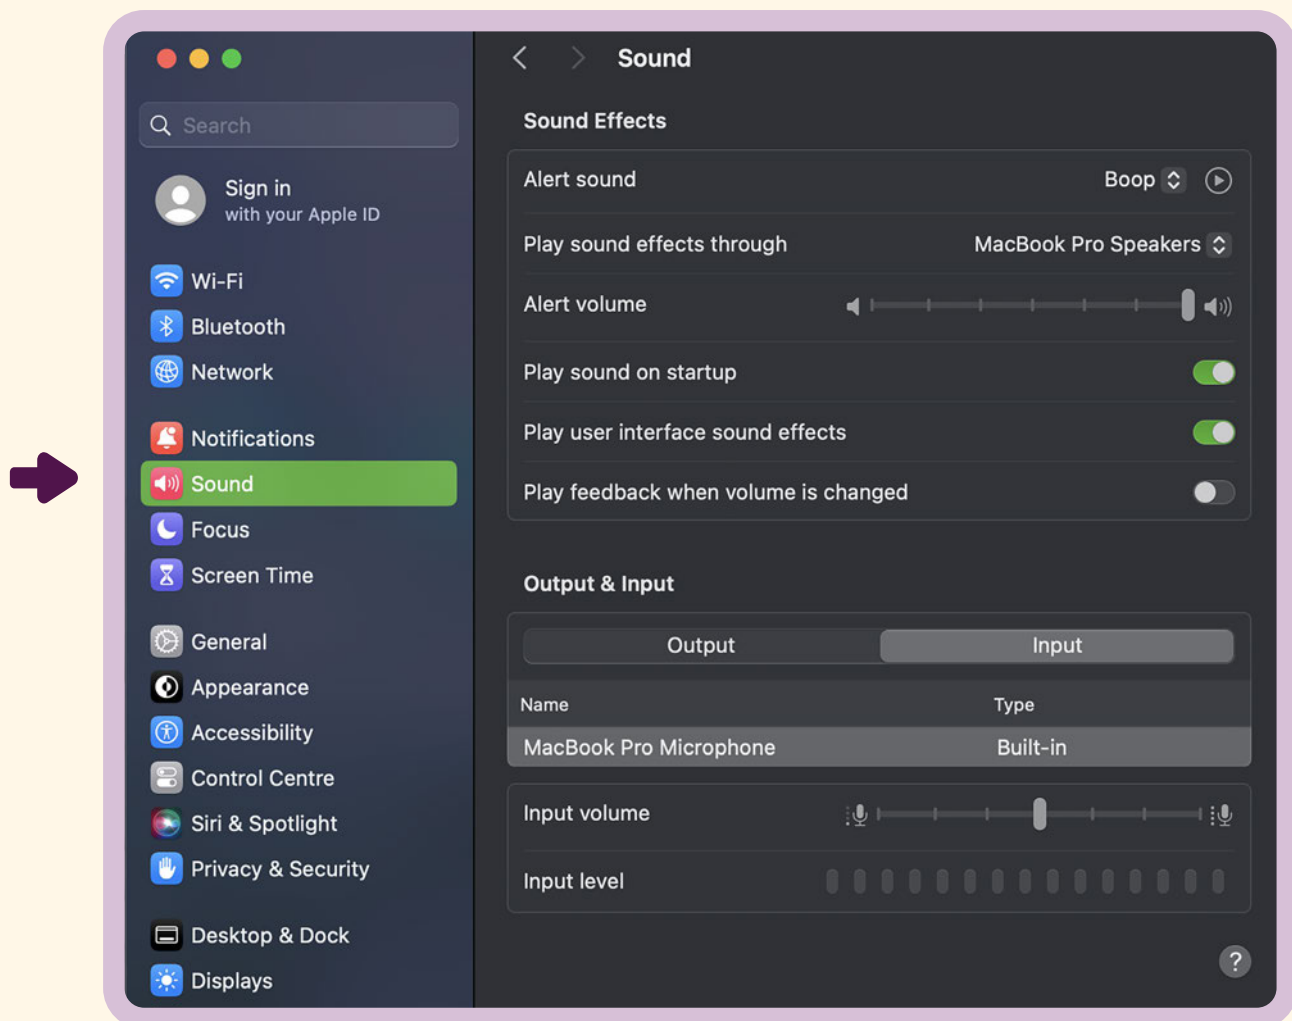 Search
Sign in
with your Apple ID
Wi-Fi
Bluetooth
Network
Notifications
Sound
Focus
Screen Time
General
Appearance
Accessibility
Control Centre
Siri & Spotlight
Privacy & Security
Desktop & Dock
Displays
Sound
Sound Effects
Alert sound Boop
Play sound effects through MacBook Pro Speakers
Alert volume
Play sound on startup
Play user interface sound effects
Play feedback when volume is changed
Output & Input
Output Input
Name Type
MacBook Pro Microphone Built-in
Input volume
Input level
?